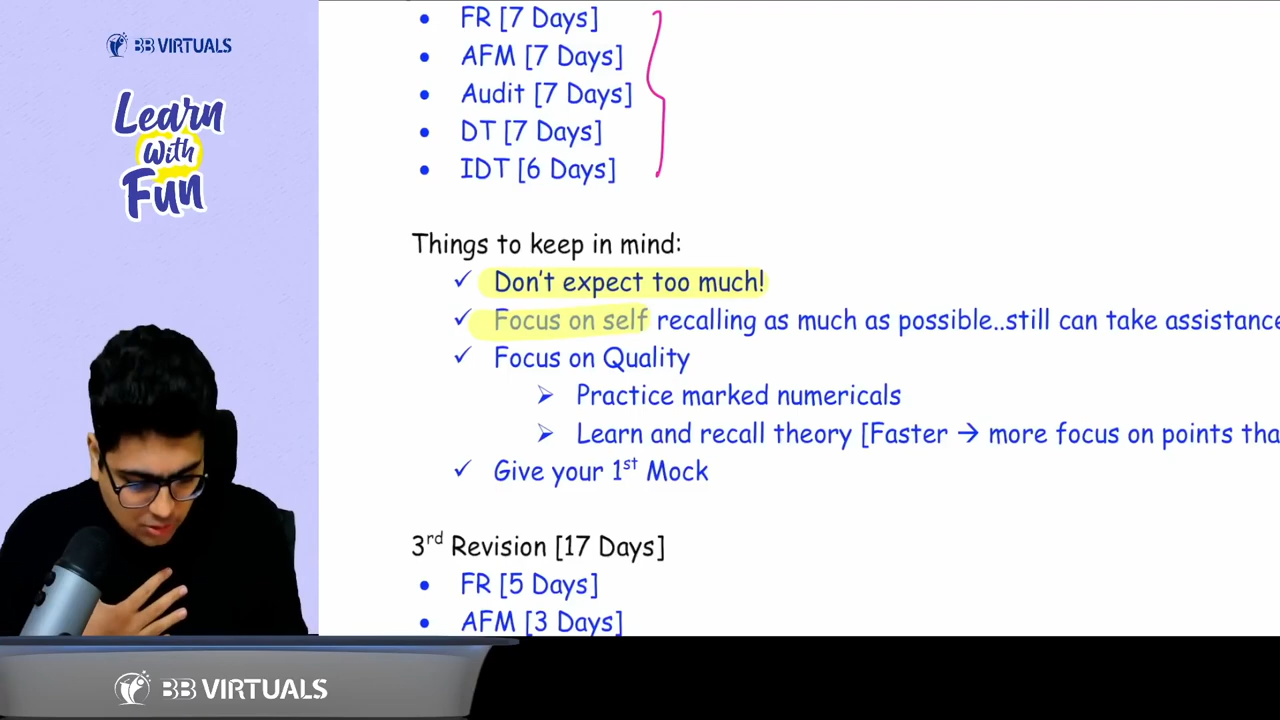 BB VIRTUALS
Learn
With
Fun
• FR [7 Days]
• AFM [7 Days]
• Audit [7 Days]
• DT [7 Days]
• IDT [6 Days]
Things to keep in mind:
✓ Don't expect too much!
✓ Focus on self recalling as much as possible..still can take assistance
✓ Focus on Quality
➢ Practice marked numericals
➢ Learn and recall theory [Faster → more focus on points tha
✓ Give your 1st Mock
3rd Revision [17 Days]
• FR [5 Days]
• AFM [3 Days]
BB VIRTUALS